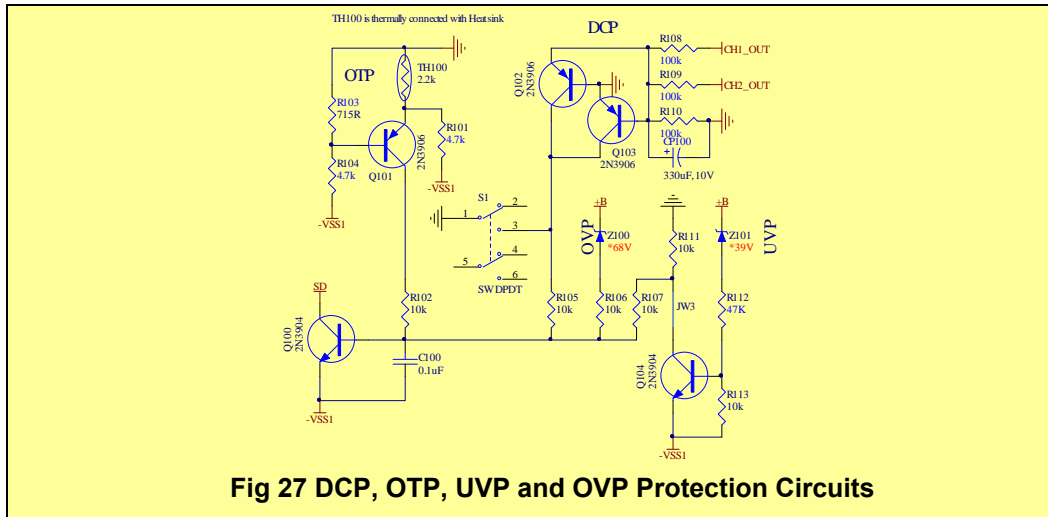 TH100 is thermally connected with Heat sink
DCP
R108
100k
CH1_OUT
OTP
TH100
2.2k
Q102
2N3906
R109
100k
CH2_OUT
R103
715R
R110
100k
R101
4.7k
2N3906
Q101
Q103
2N3906
CP100
+
330uF, 10V
R104
4.7k
-VSS1
-VSS1
S1
1
2
3
4
5
6
SWDPDT
+B
OVP
Z100
*68V
R111
10k
+B
Z101
*39V
UVP
SD
R102
10k
R105
10k
R106
10k
R107
10k
JW3
R112
47K
Q100
2N3904
C100
0.1uF
Q104
2N3904
R113
10k
-VSS1
-VSS1
Fig 27 DCP, OTP, UVP and OVP Protection Circuits